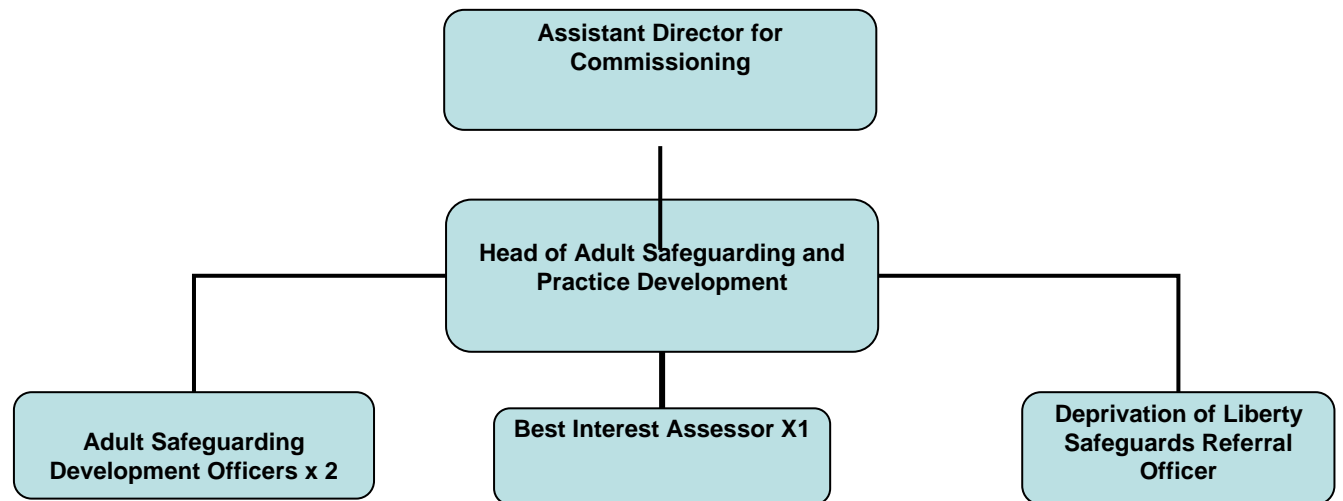 Assistant Director for
Commissioning
Head of Adult Safeguarding and
Practice Development
Adult Safeguarding
Development Officers x 2
Best Interest Assessor X1
Deprivation of Liberty
Safeguards Referral
Officer